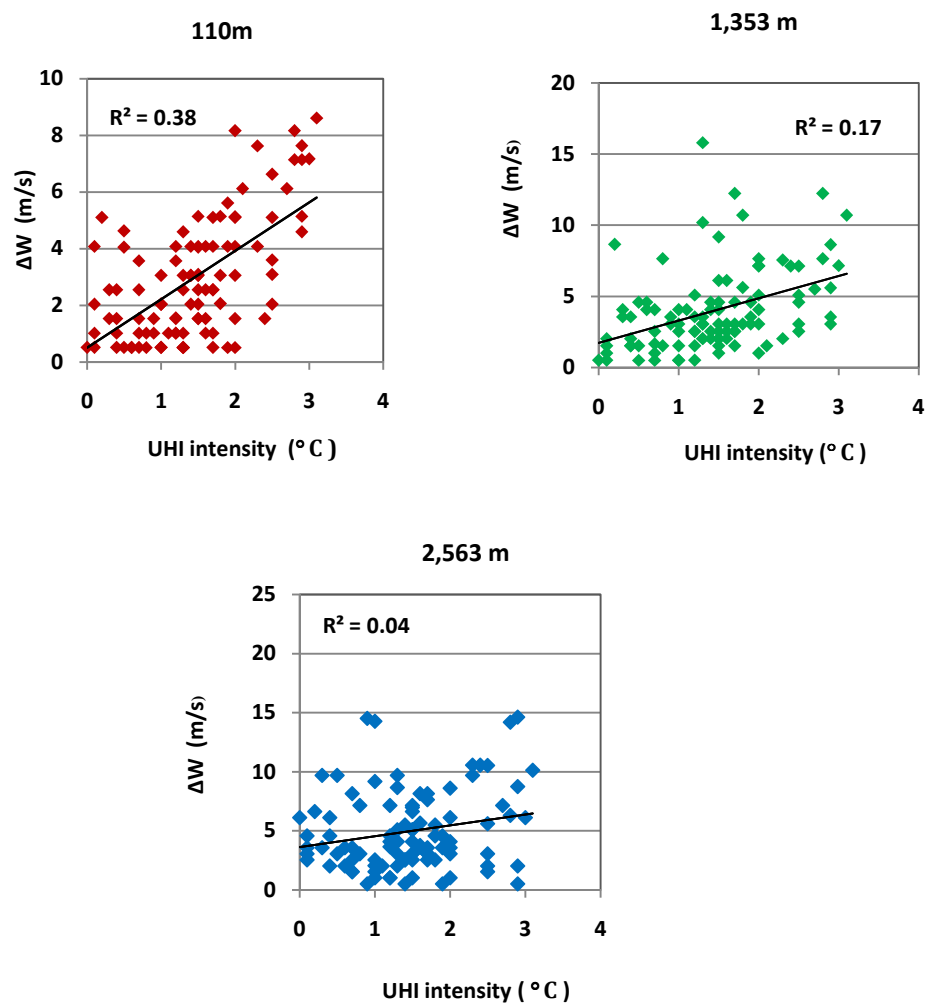 110m
10
8
6
4
2
0
R² = 0.38
ΔW (m/s)
0 1 2 3 4
UHI intensity (° C )
1,353 m
20
15
10
5
0
R² = 0.17
ΔW (m/s)
0 1 2 3 4
UHI intensity (° C )
2,563 m
25
20
15
10
5
0
R² = 0.04
ΔW (m/s)
0 1 2 3 4
UHI intensity ( ° C )